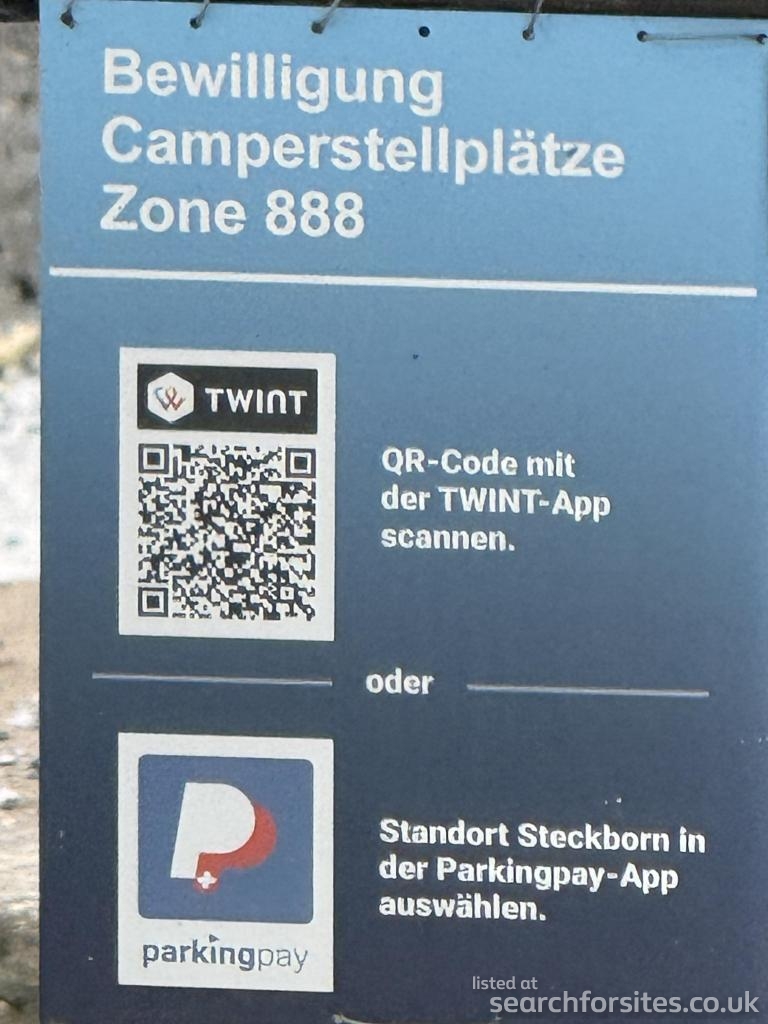 Bewilligung
Camperstellplätze
Zone 888
TWINT
QR-Code mit
der TWINT-App
scannen.
oder
Standort Steckborn in
der Parkingpay-App
auswählen.
parkingpay
listed at
searchforsites.co.uk